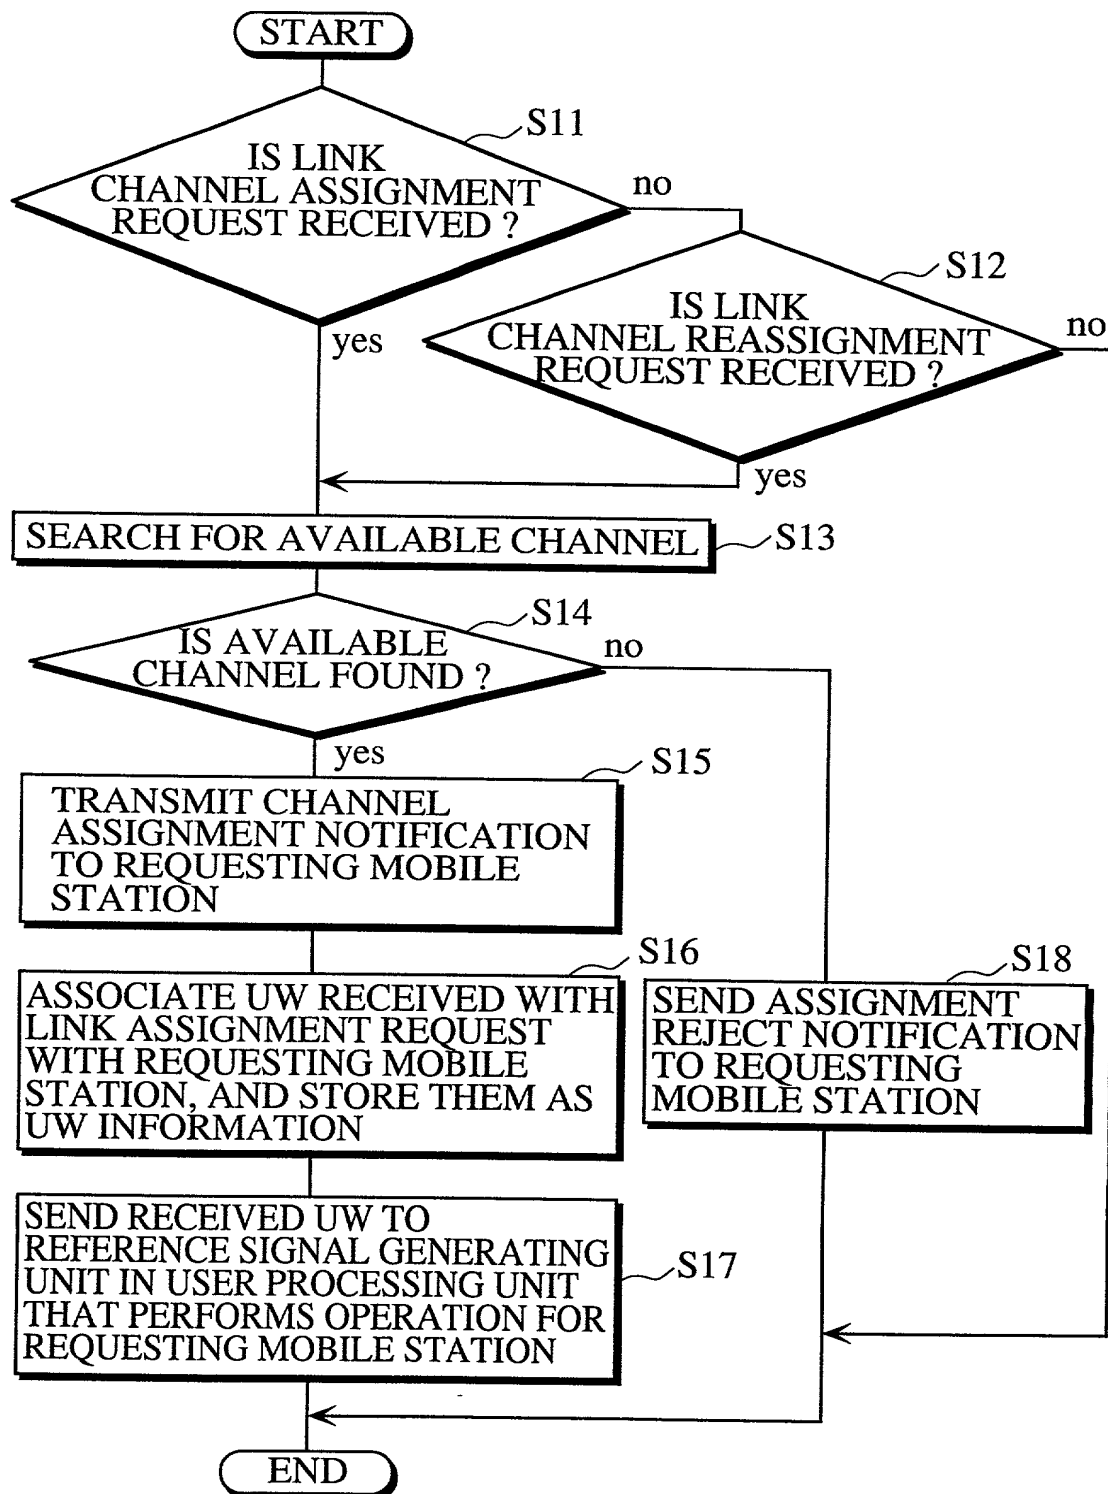 START
S11
IS LINK
CHANNEL ASSIGNMENT
REQUEST RECEIVED ?
no
yes
S12
IS LINK
CHANNEL REASSIGNMENT
REQUEST RECEIVED ?
no
yes
SEARCH FOR AVAILABLE CHANNEL
S13
S14
IS AVAILABLE
CHANNEL FOUND ?
no
yes
S15
TRANSMIT CHANNEL
ASSIGNMENT NOTIFICATION
TO REQUESTING MOBILE
STATION
S16
ASSOCIATE UW RECEIVED WITH
LINK ASSIGNMENT REQUEST
WITH REQUESTING MOBILE
STATION, AND STORE THEM AS
UW INFORMATION
S18
SEND ASSIGNMENT
REJECT NOTIFICATION
TO REQUESTING
MOBILE STATION
SEND RECEIVED UW TO
REFERENCE SIGNAL GENERATING
UNIT IN USER PROCESSING UNIT
THAT PERFORMS OPERATION FOR
REQUESTING MOBILE STATION
S17
END